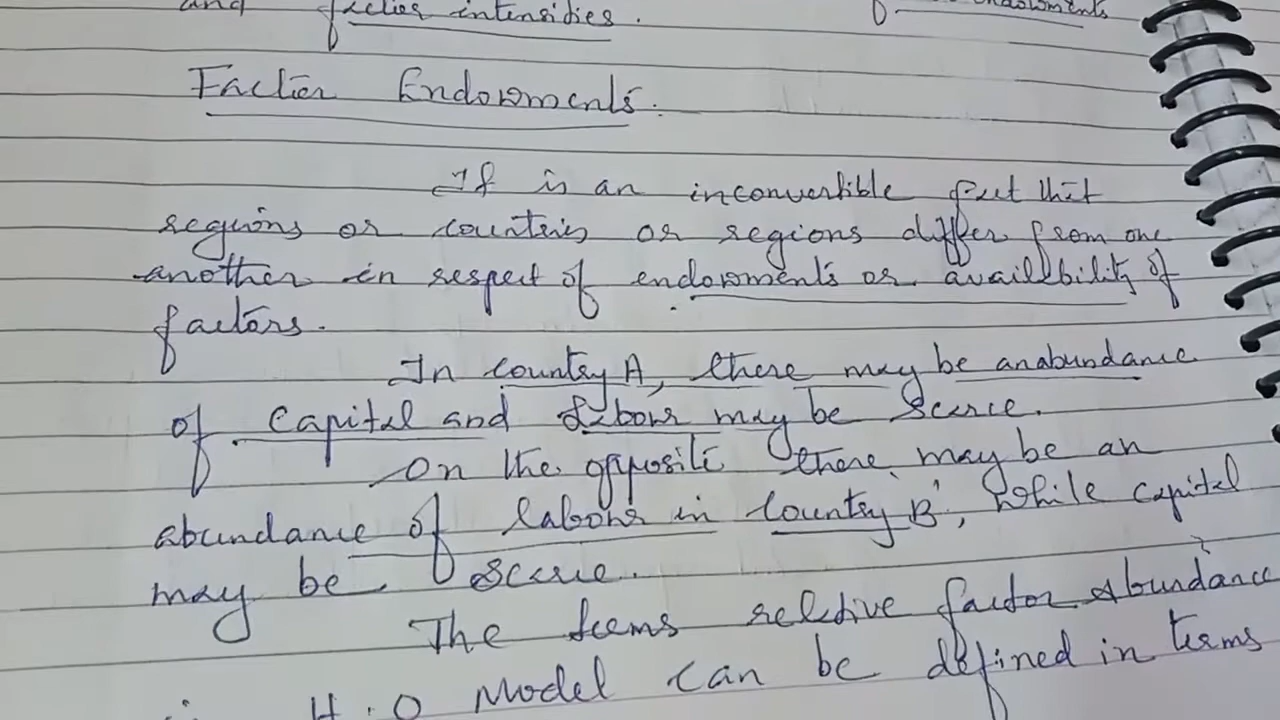 and factor intensities. endowments
Factor Endowments.
It is an inconvertible fact that
regions or countries or regions differ from one
another in respect of endowments or availability of
factors.
In country A, there may be an abundance
of capital and labour may be scarce.
On the opposite there may be an
abundance of labour in country 'B', while capital
may be scarce.
The terms relative factor abundance
in H.O Model can be defined in terms